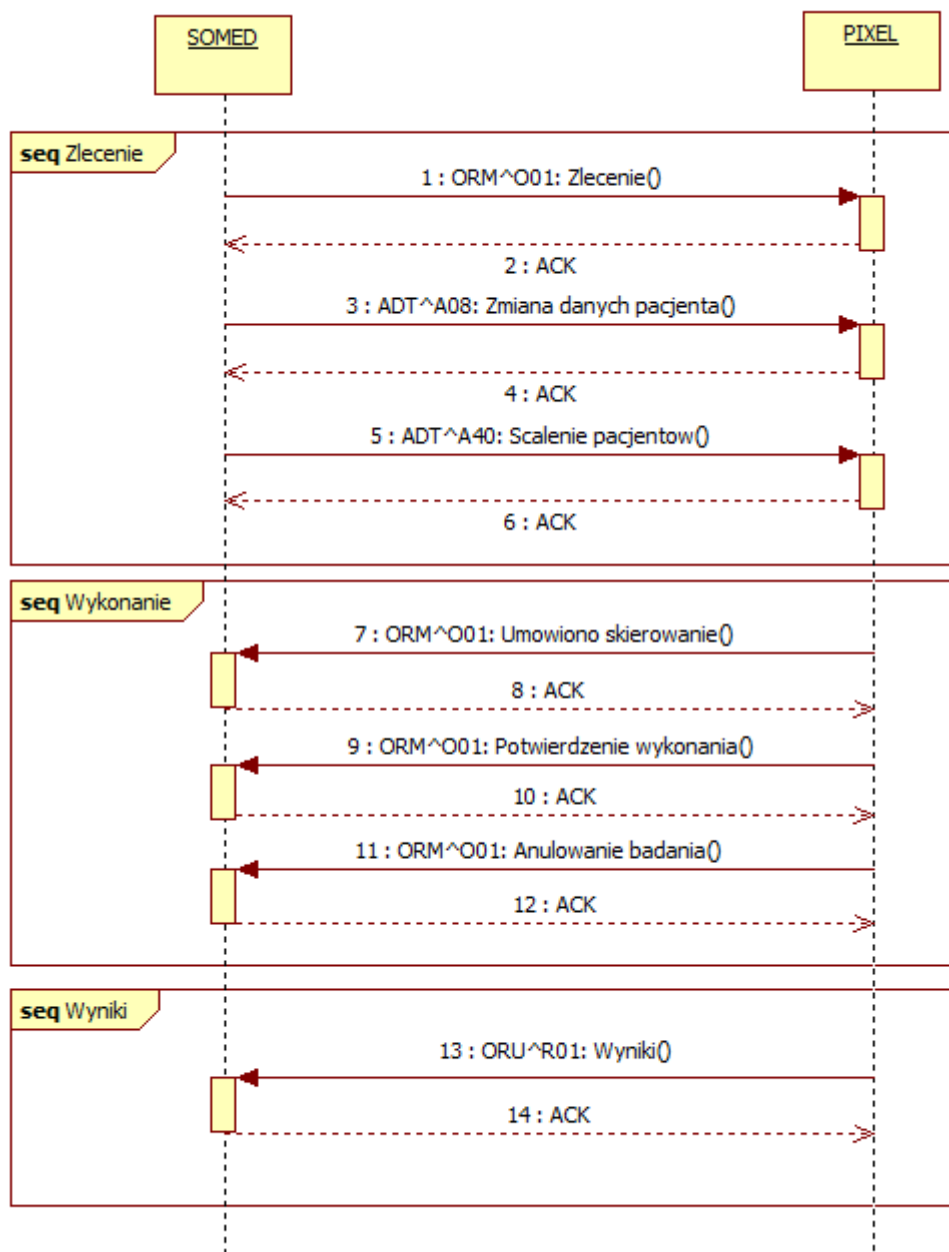 SOMED
PIXEL
seq Zlecenie
1 : ORM^O01: Zlecenie()
2 : ACK
3 : ADT^A08: Zmiana danych pacjenta()
4 : ACK
5 : ADT^A40: Scalenie pacjentow()
6 : ACK
seq Wykonanie
7 : ORM^O01: Umowiono skierowanie()
8 : ACK
9 : ORM^O01: Potwierdzenie wykonania()
10 : ACK
11 : ORM^O01: Anulowanie badania()
12 : ACK
seq Wyniki
13 : ORU^R01: Wyniki()
14 : ACK